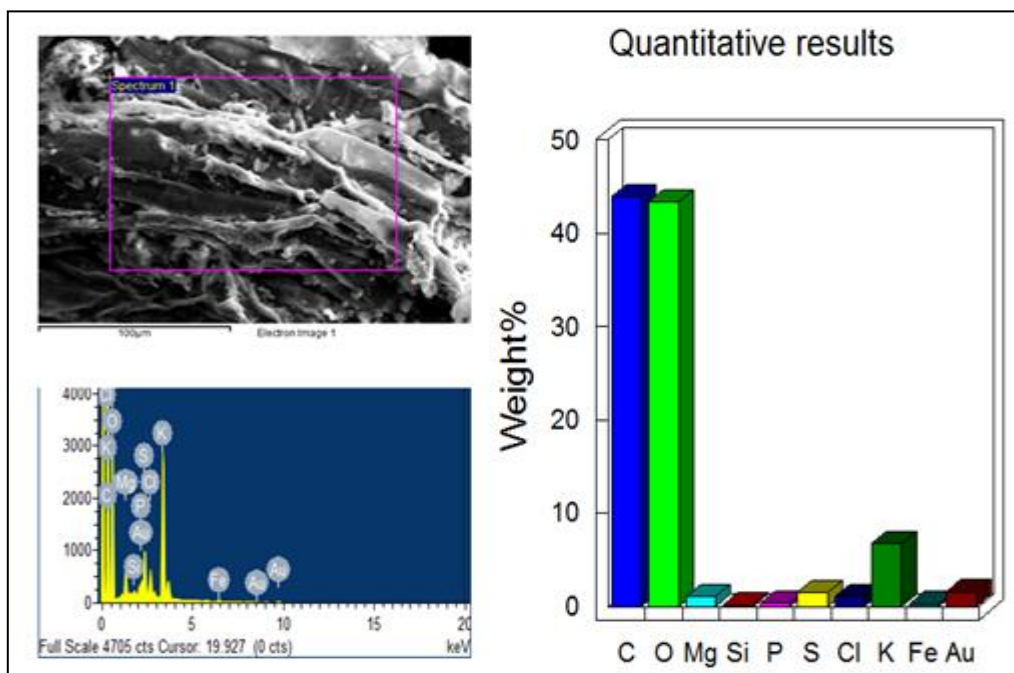 Spectrum 1
100µm Electron Image 1
4000
3000
2000
1000
0
0 5 10 15 20
Cl
O
K
C
Mg
Si
S
Cl
P
Au
K
Fe
Au
Au
Full Scale 4705 cts Cursor: 19.927 (0 cts) keV
Quantitative results
Weight%
50
40
30
20
10
0
C O Mg Si P S Cl K Fe Au